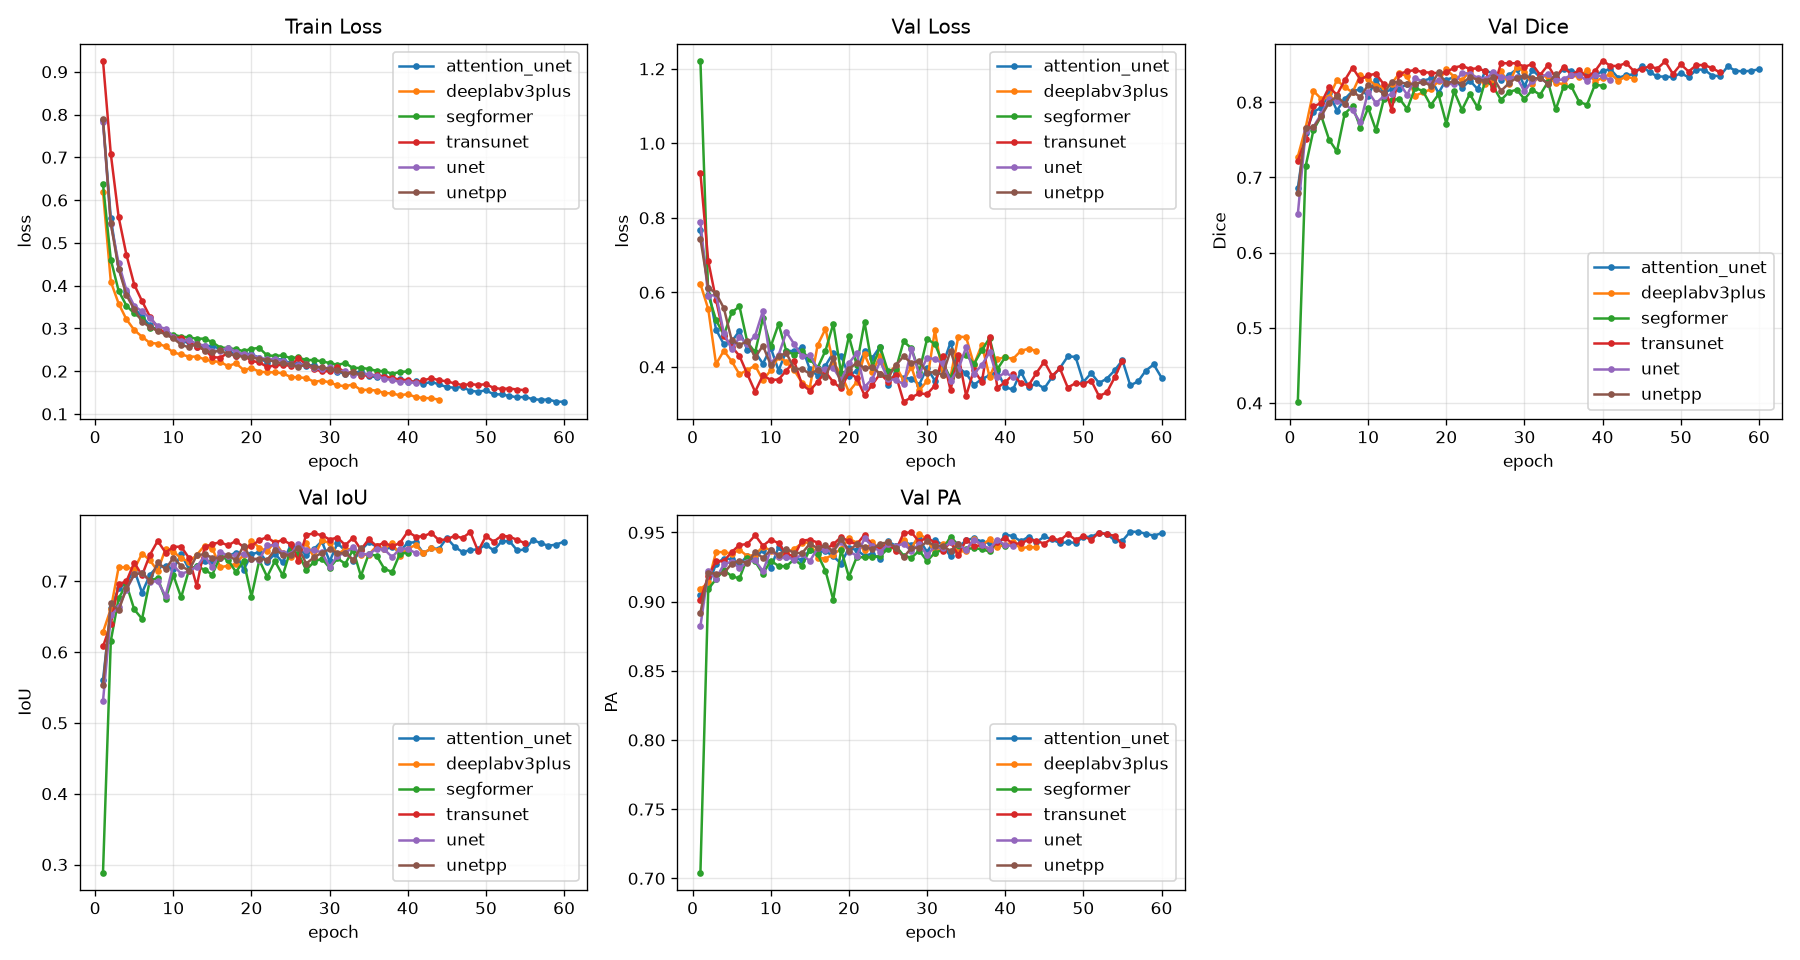 Train Loss
loss
0.9
0.8
0.7
0.6
0.5
0.4
0.3
0.2
0.1
0 10 20 30 40 50 60
epoch
attention_unet
deeplabv3plus
segformer
transunet
unet
unetpp
Val Loss
loss
1.2
1.0
0.8
0.6
0.4
0 10 20 30 40 50 60
epoch
attention_unet
deeplabv3plus
segformer
transunet
unet
unetpp
Val Dice
Dice
0.8
0.7
0.6
0.5
0.4
0 10 20 30 40 50 60
epoch
attention_unet
deeplabv3plus
segformer
transunet
unet
unetpp
Val IoU
IoU
0.7
0.6
0.5
0.4
0.3
0 10 20 30 40 50 60
epoch
attention_unet
deeplabv3plus
segformer
transunet
unet
unetpp
Val PA
PA
0.95
0.90
0.85
0.80
0.75
0.70
0 10 20 30 40 50 60
epoch
attention_unet
deeplabv3plus
segformer
transunet
unet
unetpp